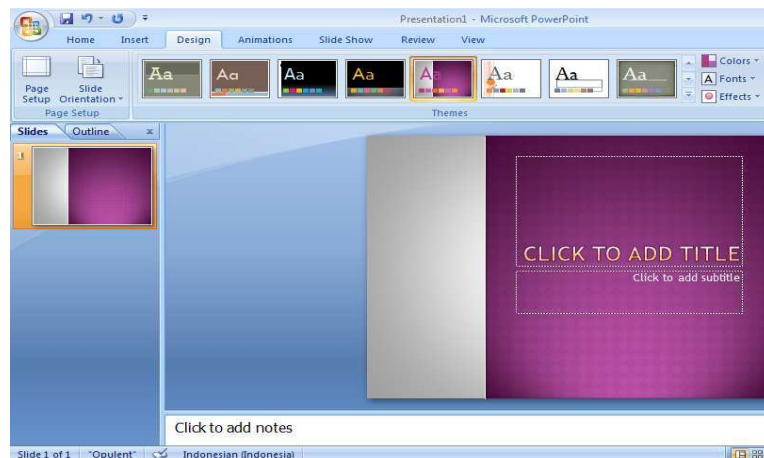 Presentation1 - Microsoft PowerPoint
Home Insert Design Animations Slide Show Review View
Page Setup
Slide Orientation
Page Setup
Aa Aa Aa Aa Aa Aa Aa Aa
Colors
Fonts
Effects
Themes
Slides Outline
1
CLICK TO ADD TITLE
Click to add subtitle
Click to add notes
Slide 1 of 1 "Opulent" Indonesian (Indonesia)